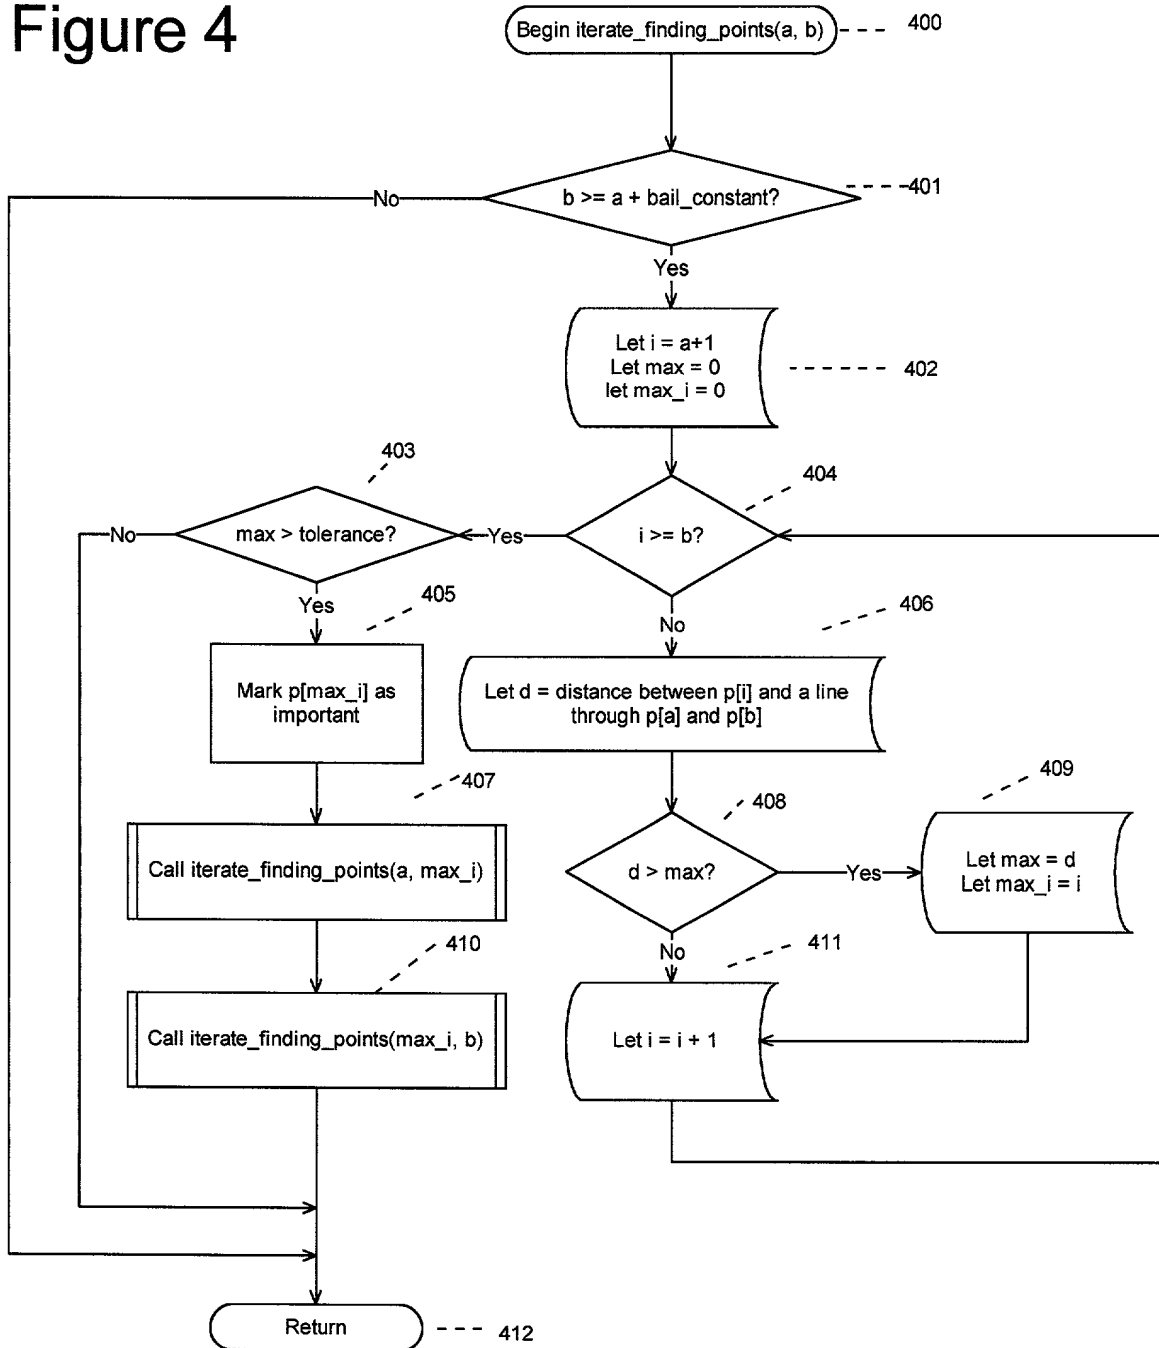 Figure 4
Begin iterate_finding_points(a, b)
400
b >= a + bail_constant?
401
No
Yes
Let i = a+1
Let max = 0
let max_i = 0
402
403
404
max > tolerance?
No
Yes
i >= b?
Yes
405
No
406
Mark p[max_i] as
important
Let d = distance between p[i] and a line
through p[a] and p[b]
407
408
409
Call iterate_finding_points(a, max_i)
d > max?
Yes
Let max = d
Let max_i = i
410
No
411
Call iterate_finding_points(max_i, b)
Let i = i + 1
Return
412